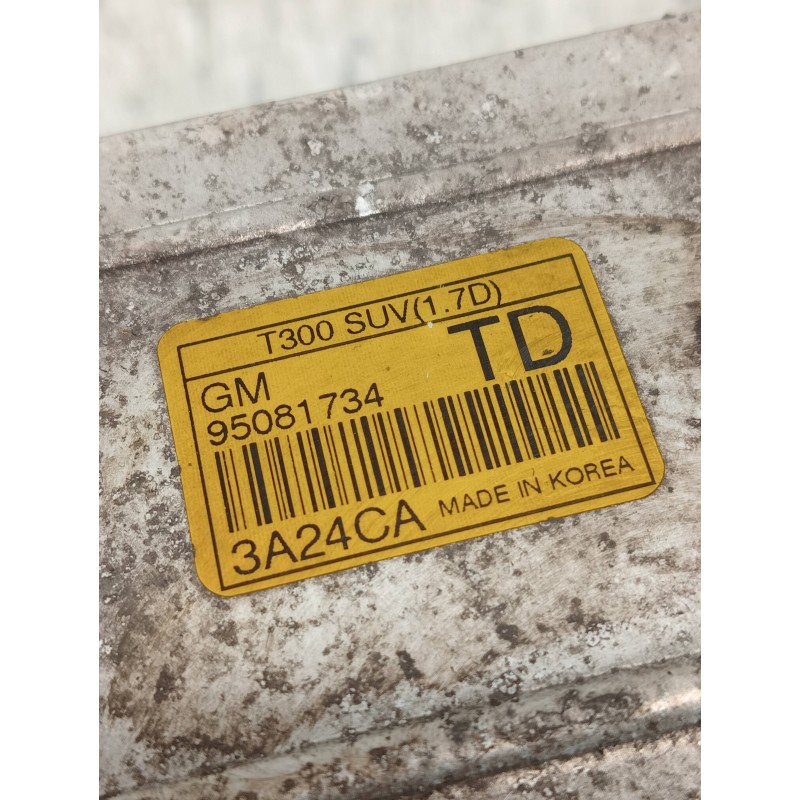 T300 SUV(1.7D)
GM
TD
95081734
3A24CA
MADE IN KOREA